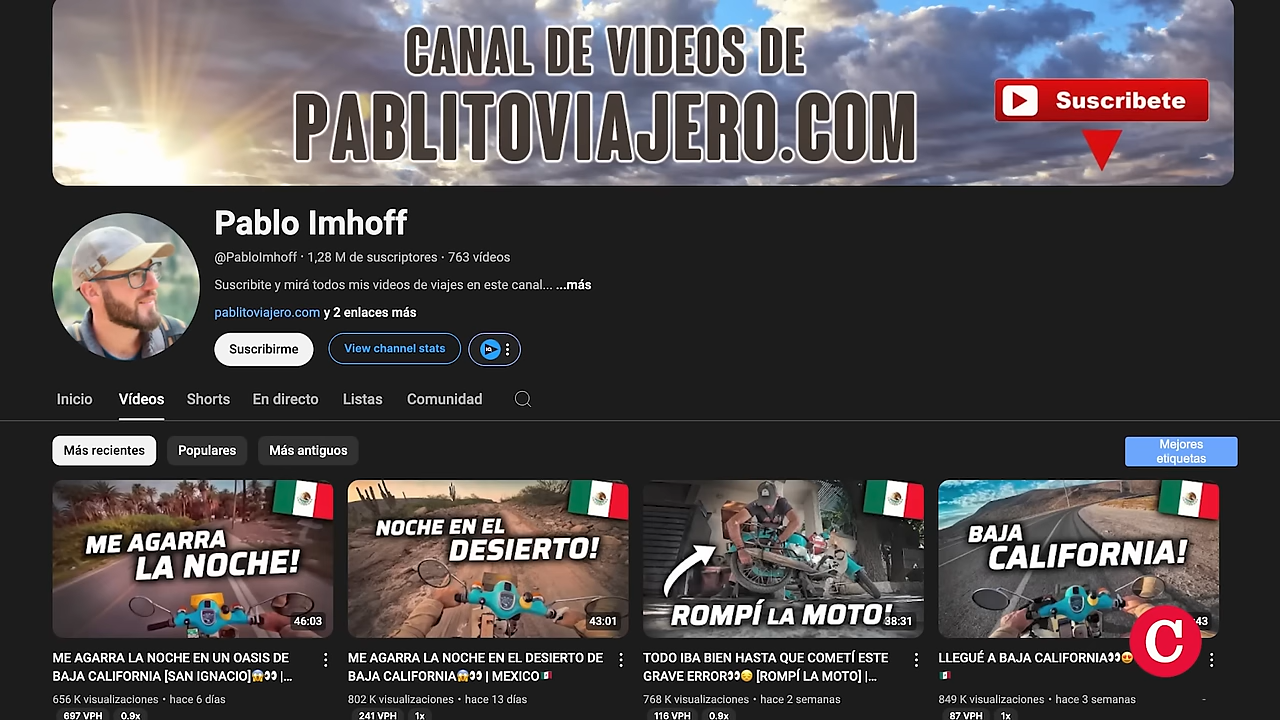 CANAL DE VIDEOS DE
PABLITOVIAJERO.COM
Suscribete
Pablo Imhoff
@PabloImhoff · 1,28 M de suscriptores · 763 vídeos
Suscribite y mirá todos mis videos de viajes en este canal... ...más
pablitoviajero.com y 2 enlaces más
Suscribirme
View channel stats
Inicio
Vídeos
Shorts
En directo
Listas
Comunidad
Más recientes
Populares
Más antiguos
Mejores
etiquetas
ME AGARRA
LA NOCHE!
46:03
NOCHE EN EL
DESIERTO!
43:01
ROMPÍ LA MOTO!
38:31
BAJA
CALIFORNIA!
:43
C
ME AGARRA LA NOCHE EN UN OASIS DE
BAJA CALIFORNIA [SAN IGNACIO]😱👀 |...
656 K visualizaciones · hace 6 días
697 VPH
0.9x
ME AGARRA LA NOCHE EN EL DESIERTO DE
BAJA CALIFORNIA😱👀 | MEXICO🇲🇽
802 K visualizaciones · hace 13 días
241 VPH
1x
TODO IBA BIEN HASTA QUE COMETÍ ESTE
GRAVE ERROR👀😔 [ROMPÍ LA MOTO] |...
768 K visualizaciones · hace 2 semanas
116 VPH
0.9x
LLEGUÉ A BAJA CALIFORNIA👀😍
🇲🇽
849 K visualizaciones · hace 3 semanas
87 VPH
1x